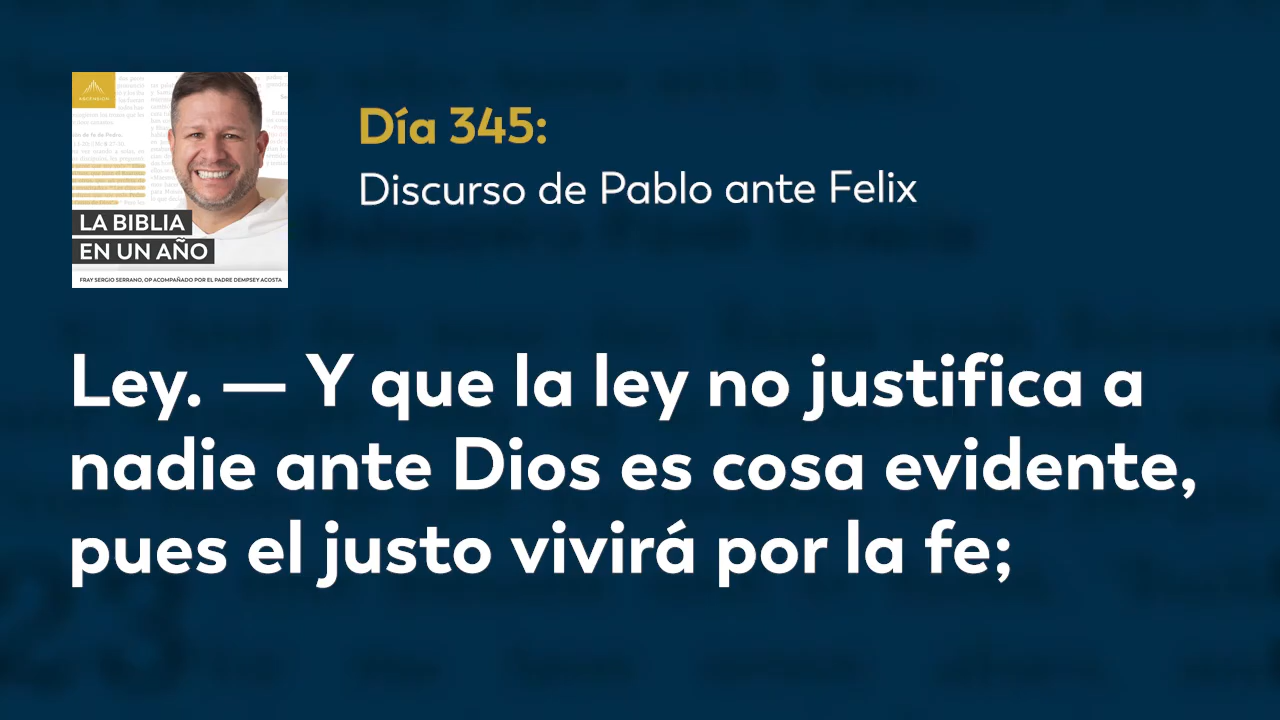 ASCENSION
Día 345:
Discurso de Pablo ante Felix
LA BIBLIA
EN UN AÑO
FRAY SERGIO SERRANO, OP ACOMPAÑADO POR EL PADRE DEMPSEY ACOSTA
Ley. — Y que la ley no justifica a
nadie ante Dios es cosa evidente,
pues el justo vivirá por la fe;